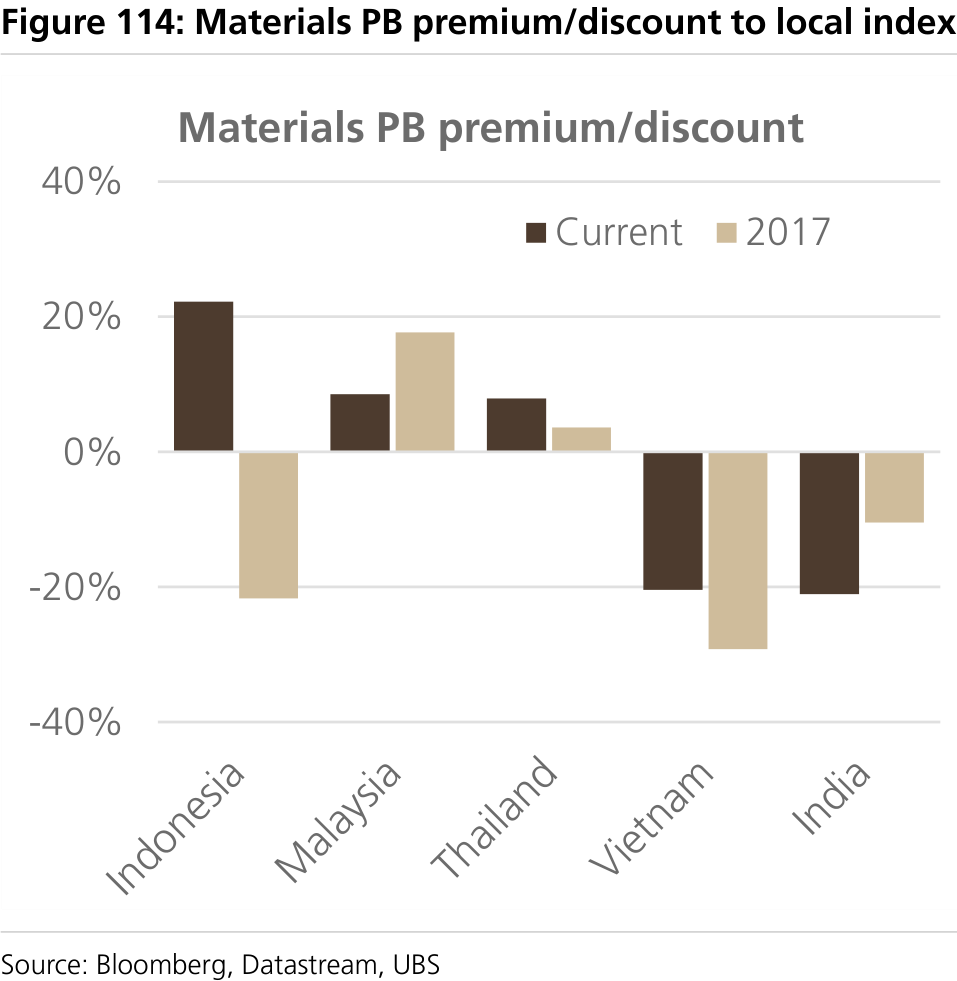 Figure 114: Materials PB premium/discount to local index
Materials PB premium/discount
40%
Current 2017
20%
0%
-20%
-40%
Indonesia Malaysia Thailand Vietnam India
Source: Bloomberg, Datastream, UBS